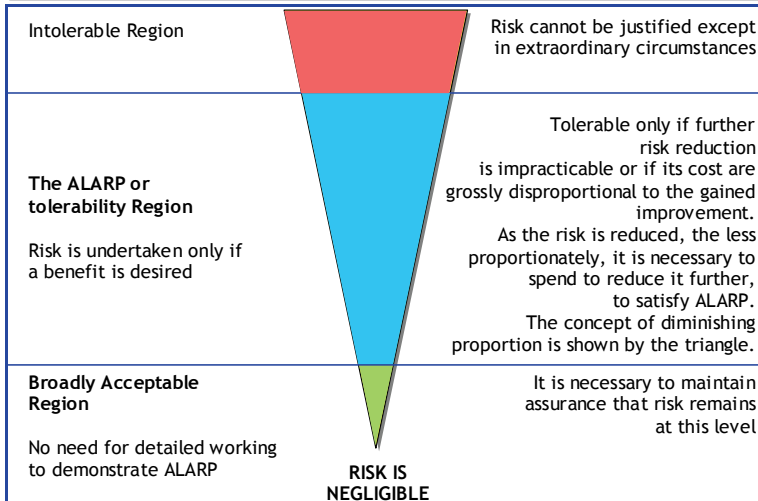 Intolerable Region
Risk cannot be justified except
in extraordinary circumstances
The ALARP or
tolerability Region
Risk is undertaken only if
a benefit is desired
Tolerable only if further
risk reduction
is impracticable or if its cost are
grossly disproportional to the gained
improvement.
As the risk is reduced, the less
proportionately, it is necessary to
spend to reduce it further,
to satisfy ALARP.
The concept of diminishing
proportion is shown by the triangle.
Broadly Acceptable
Region
No need for detailed working
to demonstrate ALARP
It is necessary to maintain
assurance that risk remains
at this level
RISK IS
NEGLIGIBLE